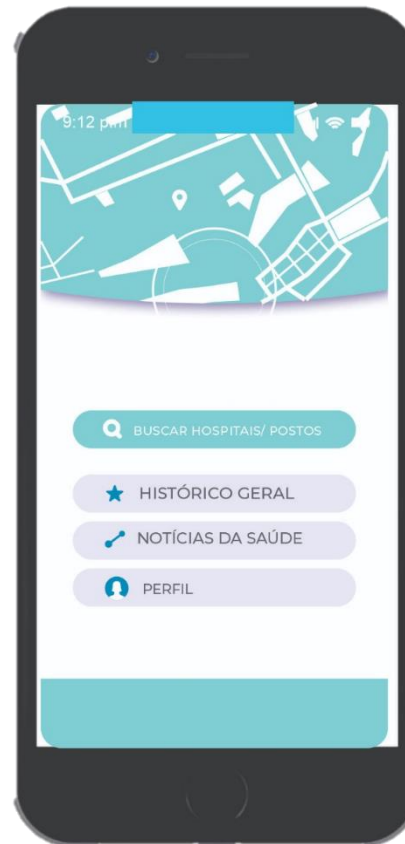 9:12 pm
BUSCAR HOSPITAIS/ POSTOS
HISTÓRICO GERAL
NOTÍCIAS DA SAÚDE
PERFIL